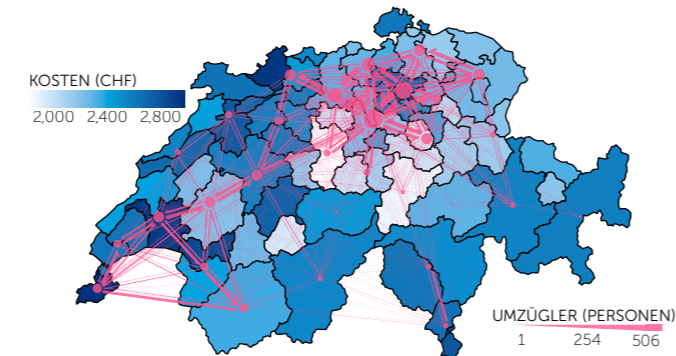 KOSTEN (CHF)
2,000 2,400 2,800
UMZÜGLER (PERSONEN)
1 254 506